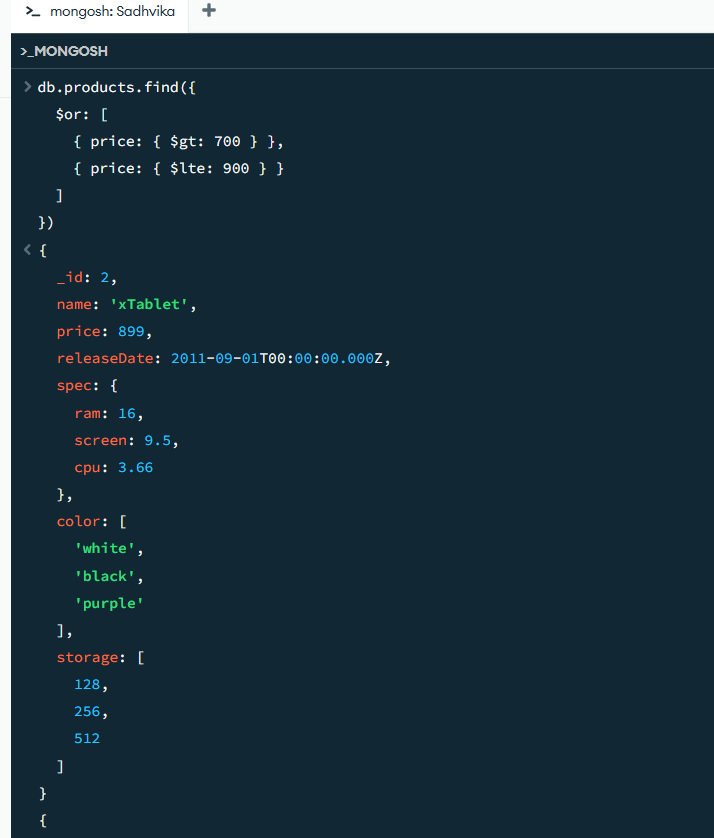 >_ mongosh: Sadhvika +
>_MONGOSH
> db.products.find({
$or: [
{ price: { $gt: 700 } },
{ price: { $lte: 900 } }
]
})
< {
_id: 2,
name: 'xTablet',
price: 899,
releaseDate: 2011-09-01T00:00:00.000Z,
spec: {
ram: 16,
screen: 9.5,
cpu: 3.66
},
color: [
'white',
'black',
'purple'
],
storage: [
128,
256,
512
]
}
{